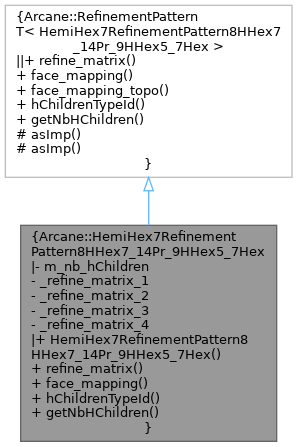 {Arcane::RefinementPattern
T< HemiHex7RefinementPattern8HHex7
_14Pr_9HHex5_7Hex >
||+ refine_matrix()
+ face_mapping()
+ face_mapping_topo()
+ hChildrenTypeId()
+ getNbHChildren()
# asImp()
# asImp()
}
{Arcane::HemiHex7Refinement
Pattern8HHex7_14Pr_9HHex5_7Hex
|- m_nb_hChildren
- _refine_matrix_1
- _refine_matrix_2
- _refine_matrix_3
- _refine_matrix_4
|+ HemiHex7RefinementPattern8
HHex7_14Pr_9HHex5_7Hex()
+ refine_matrix()
+ face_mapping()
+ hChildrenTypeId()
+ getNbHChildren()
}